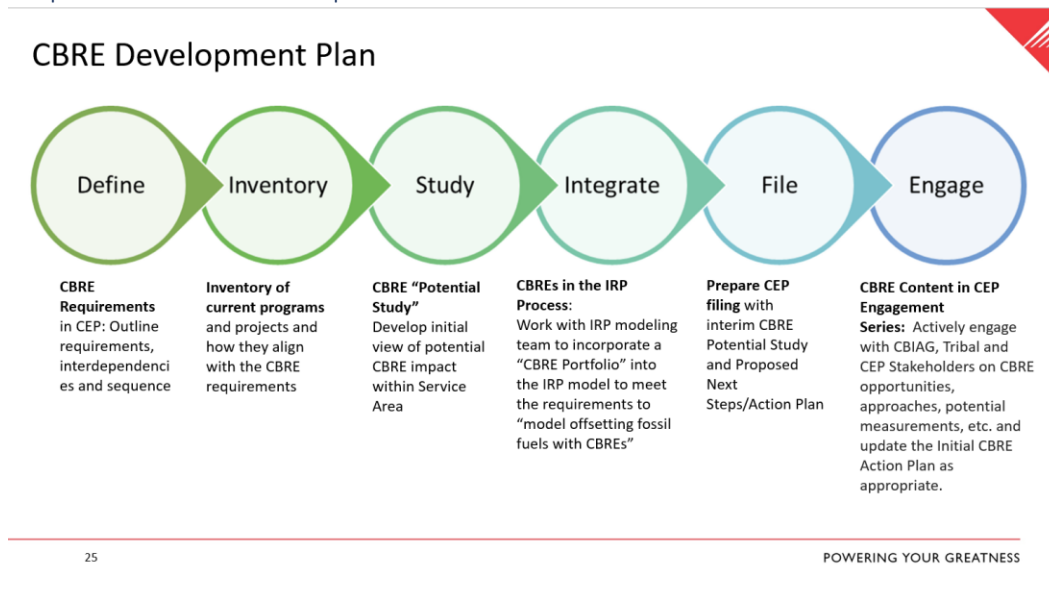 CBRE Development Plan
Define
Inventory
Study
Integrate
File
Engage
CBRE
Requirements
in CEP: Outline
requirements,
interdependenci
es and sequence
Inventory of
current programs
and projects and
how they align
with the CBRE
requirements
CBRE “Potential
Study”
Develop initial
view of potential
CBRE impact
within Service
Area
CBREs in the IRP
Process:
Work with IRP modeling
team to incorporate a
“CBRE Portfolio” into
the IRP model to meet
the requirements to
“model offsetting fossil
fuels with CBREs”
Prepare CEP
filing with
interim CBRE
Potential Study
and Proposed
Next
Steps/Action Plan
CBRE Content in CEP
Engagement
Series: Actively engage
with CBIAG, Tribal and
CEP Stakeholders on CBRE
opportunities,
approaches, potential
measurements, etc. and
update the Initial CBRE
Action Plan as
appropriate.
25
POWERING YOUR GREATNESS